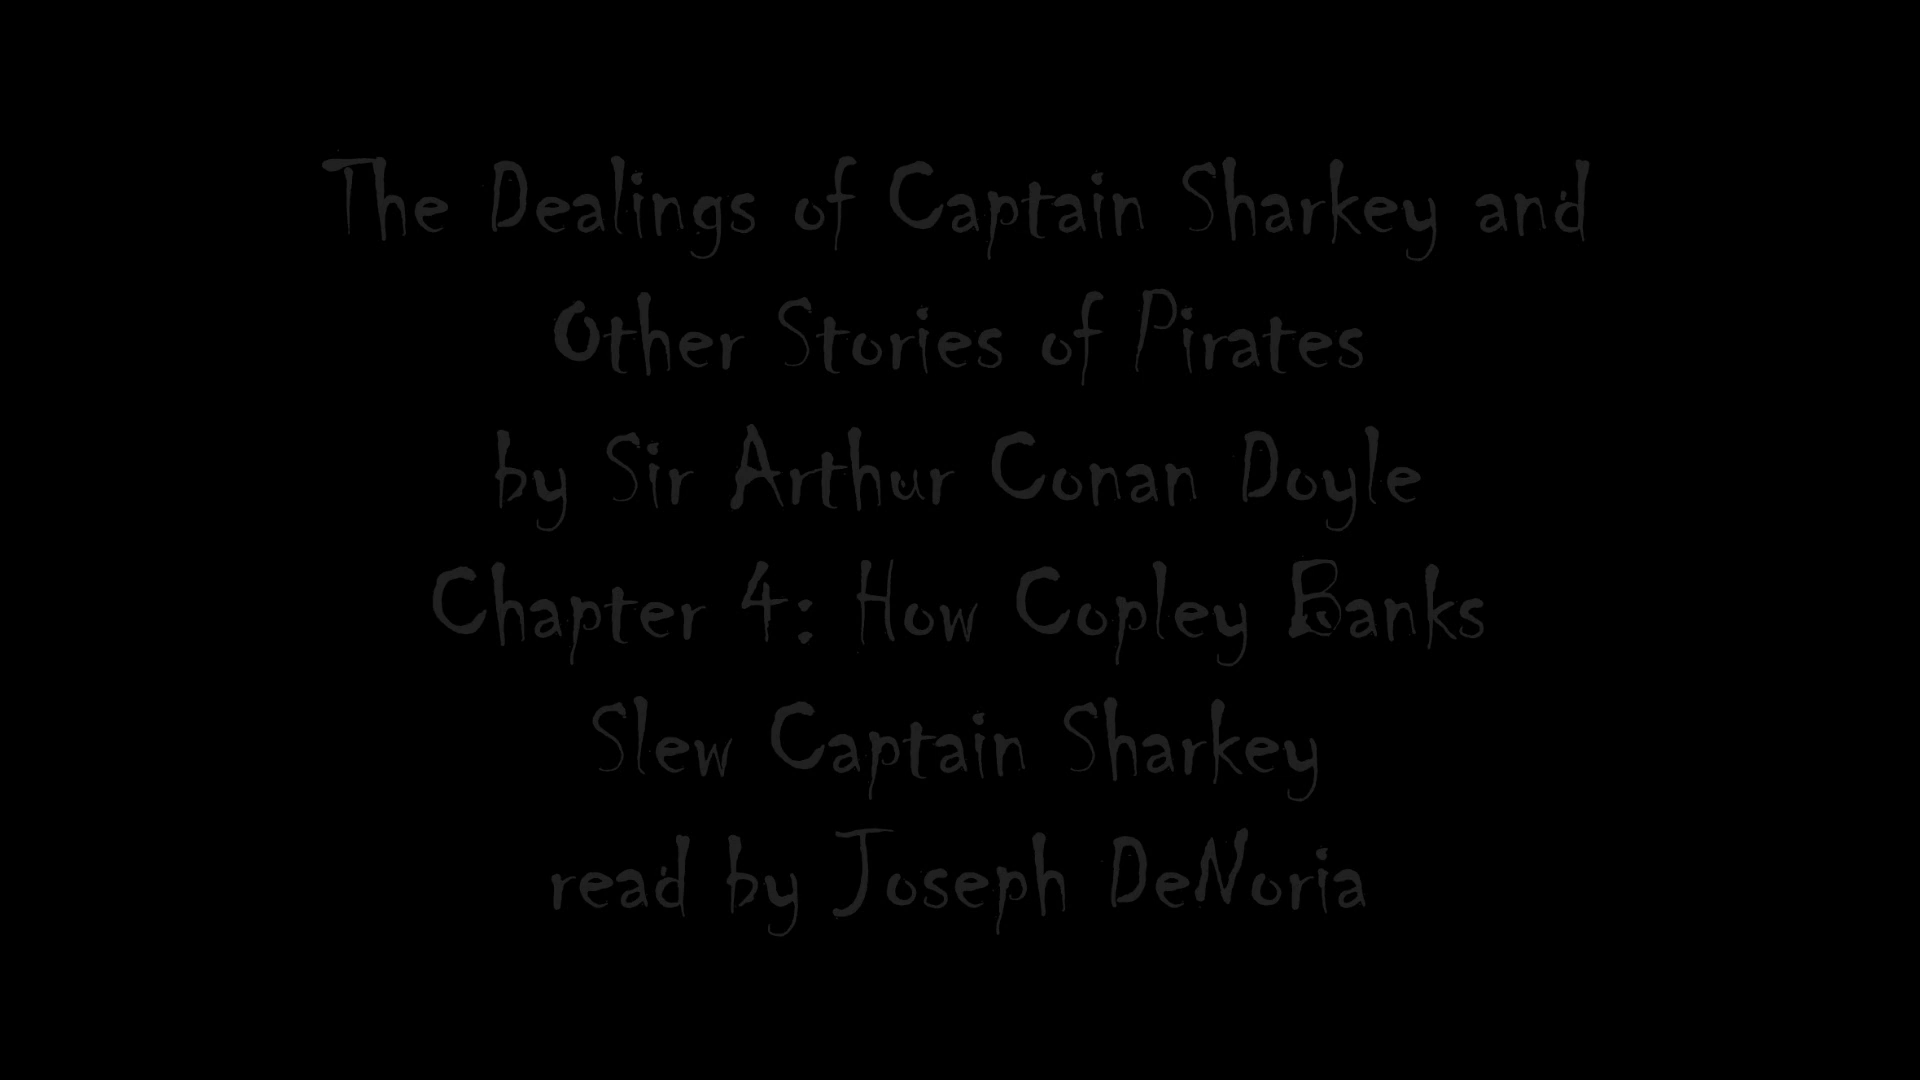 The Dealings of Captain Sharkey and
Other Stories of Pirates
by Sir Arthur Conan Doyle
Chapter 4: How Copley Banks
Slew Captain Sharkey
read by Joseph DeNoria